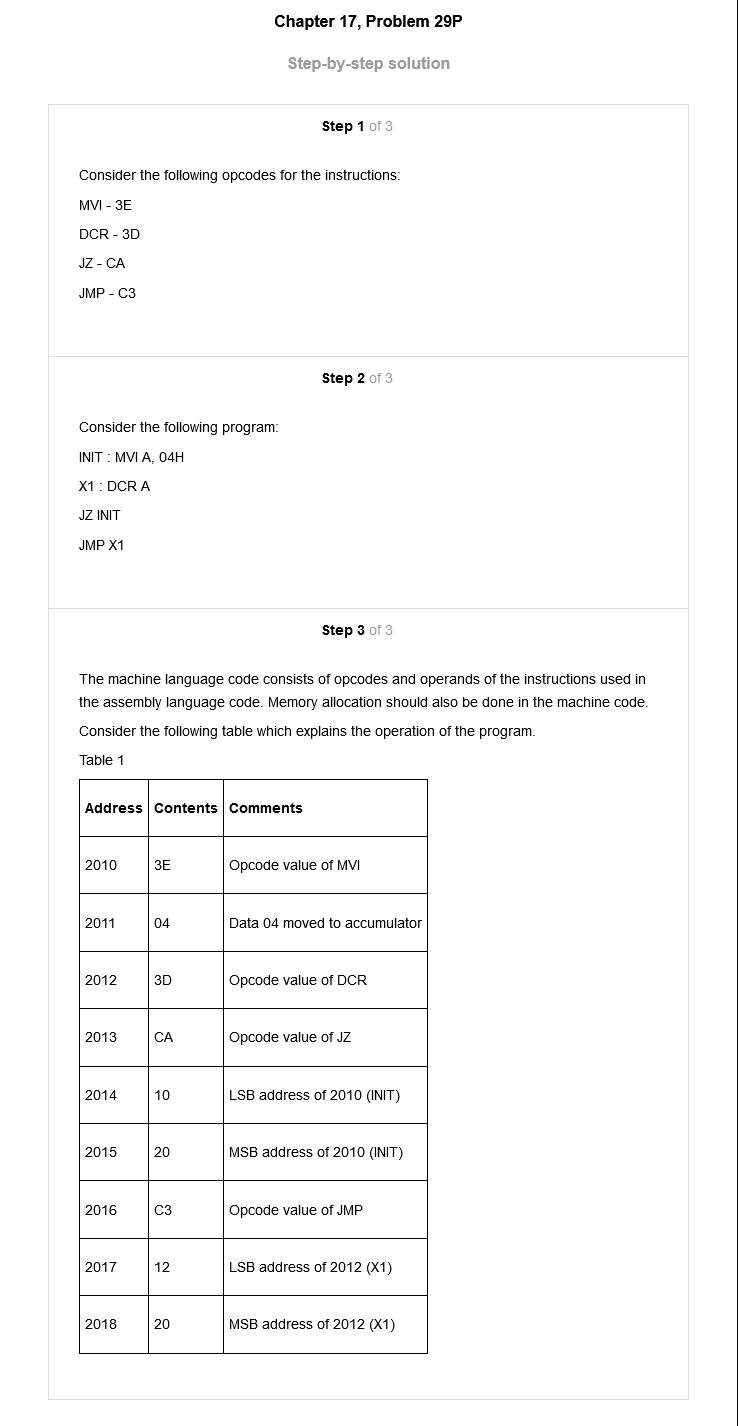 Chapter 17, Problem 29P
Step-by-step solution
Step 1 of 3
Consider the following opcodes for the instructions:
MVI - 3E
DCR - 3D
JZ - CA
JMP - C3
Step 2 of 3
Consider the following program:
INIT : MVI A, 04H
X1 : DCR A
JZ INIT
JMP X1
Step 3 of 3
The machine language code consists of opcodes and operands of the instructions used in
the assembly language code. Memory allocation should also be done in the machine code.
Consider the following table which explains the operation of the program.
Table 1
Address Contents Comments
2010 3E Opcode value of MVI
2011 04 Data 04 moved to accumulator
2012 3D Opcode value of DCR
2013 CA Opcode value of JZ
2014 10 LSB address of 2010 (INIT)
2015 20 MSB address of 2010 (INIT)
2016 C3 Opcode value of JMP
2017 12 LSB address of 2012 (X1)
2018 20 MSB address of 2012 (X1)